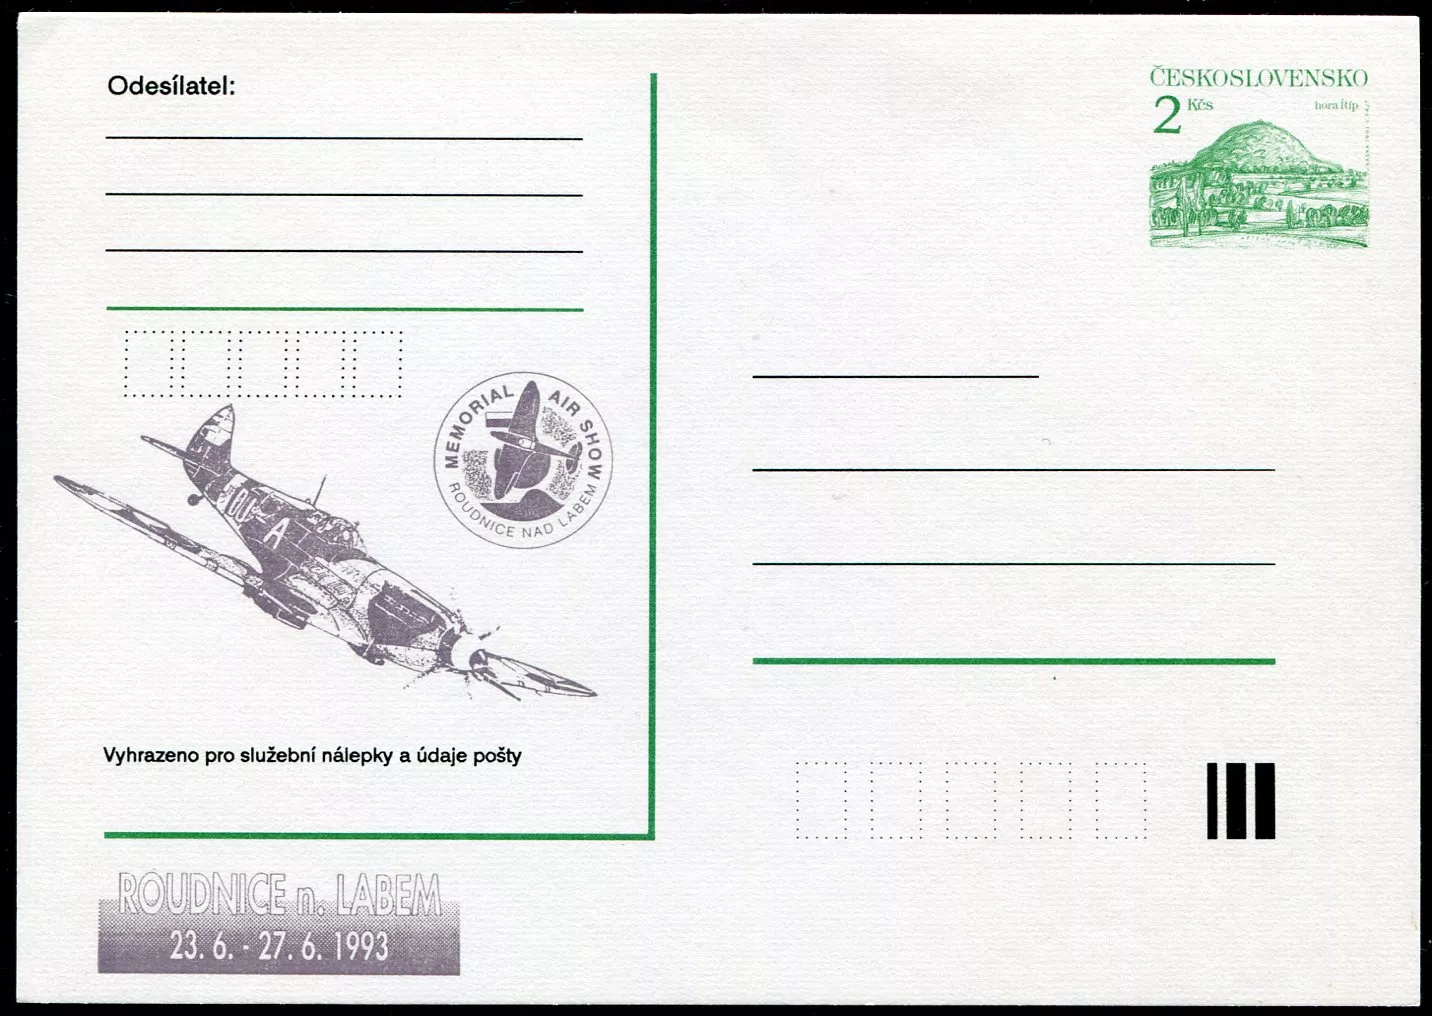 Odesílatel:
ČESKOSLOVENSKO
2 Kčs
hora Říp
MEMORIAL AIR SHOW
ROUDNICE NAD LABEM
DU A
Vyhrazeno pro služební nálepky a údaje pošty
ROUDNICE n. LABEM
23. 6. - 27. 6. 1993